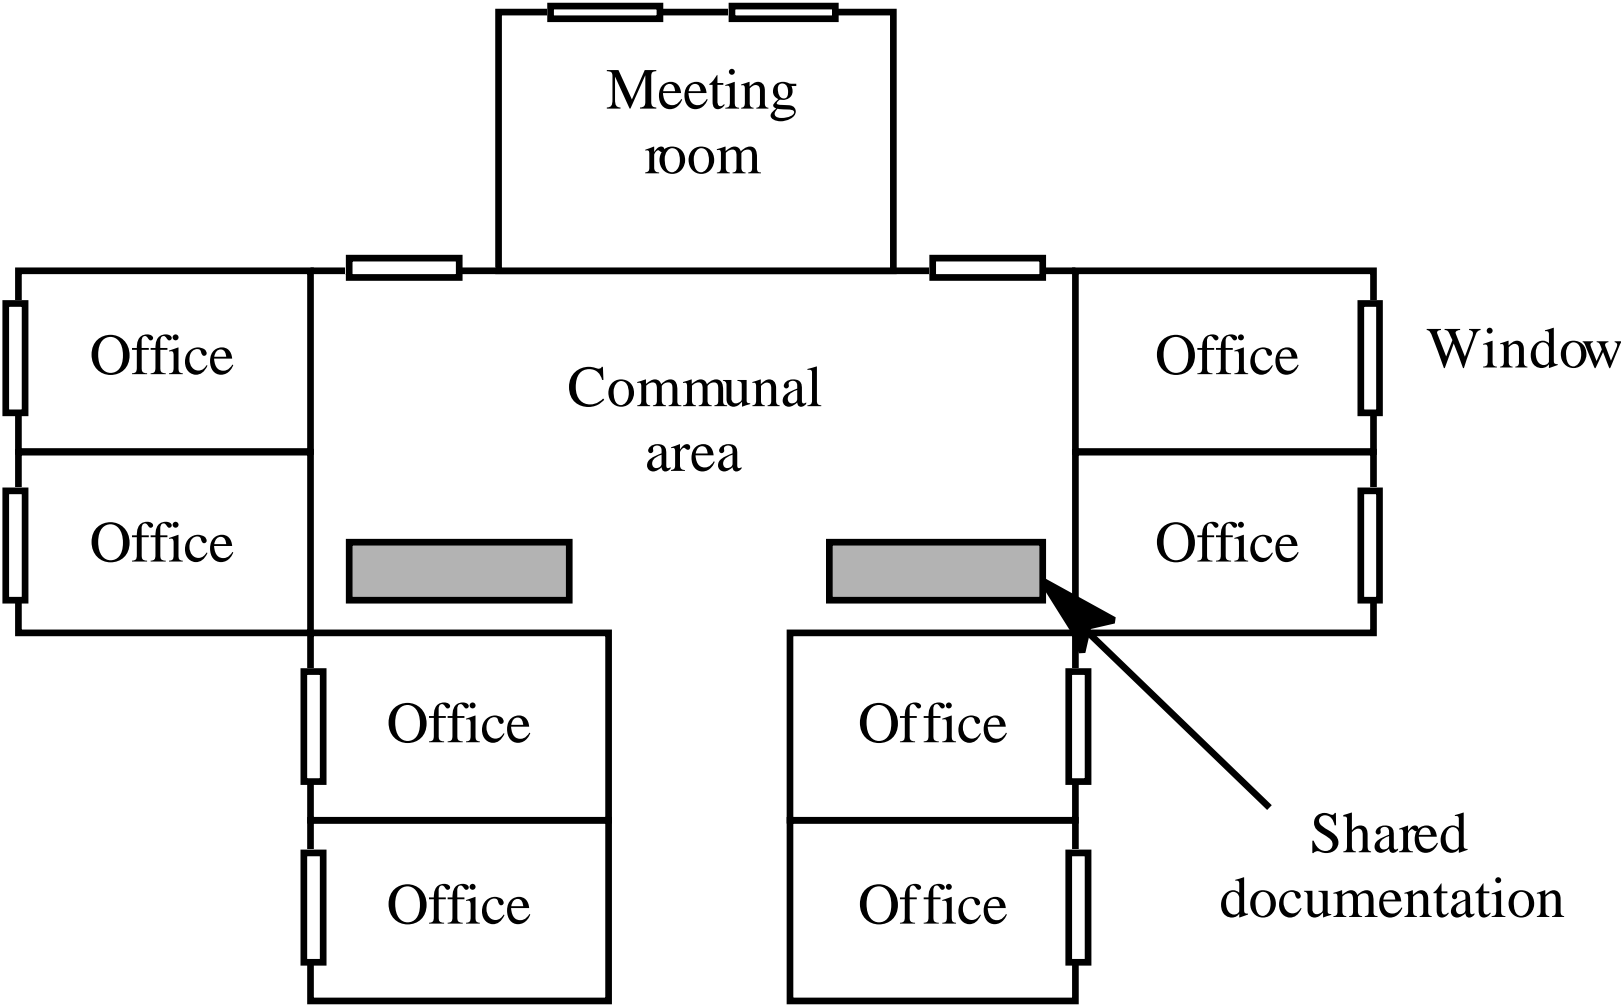 Meeting
room
Office
Communal
area
Office
Window
Office
Office
Office
Office
Office
Office
Shared
documentation